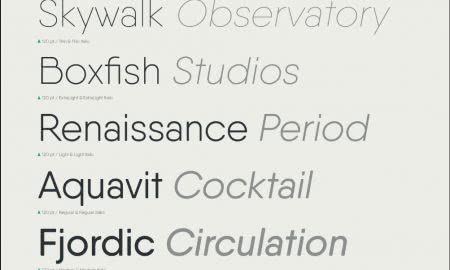 Skywalk Observatory
120 pt / Thin & Thin Italic
Boxfish Studios
120 pt / ExtraLight & ExtraLight Italic
Renaissance Period
120 pt / Light & Light Italic
Aquavit Cocktail
120 pt / Regular & Regular Italic
Fjordic Circulation